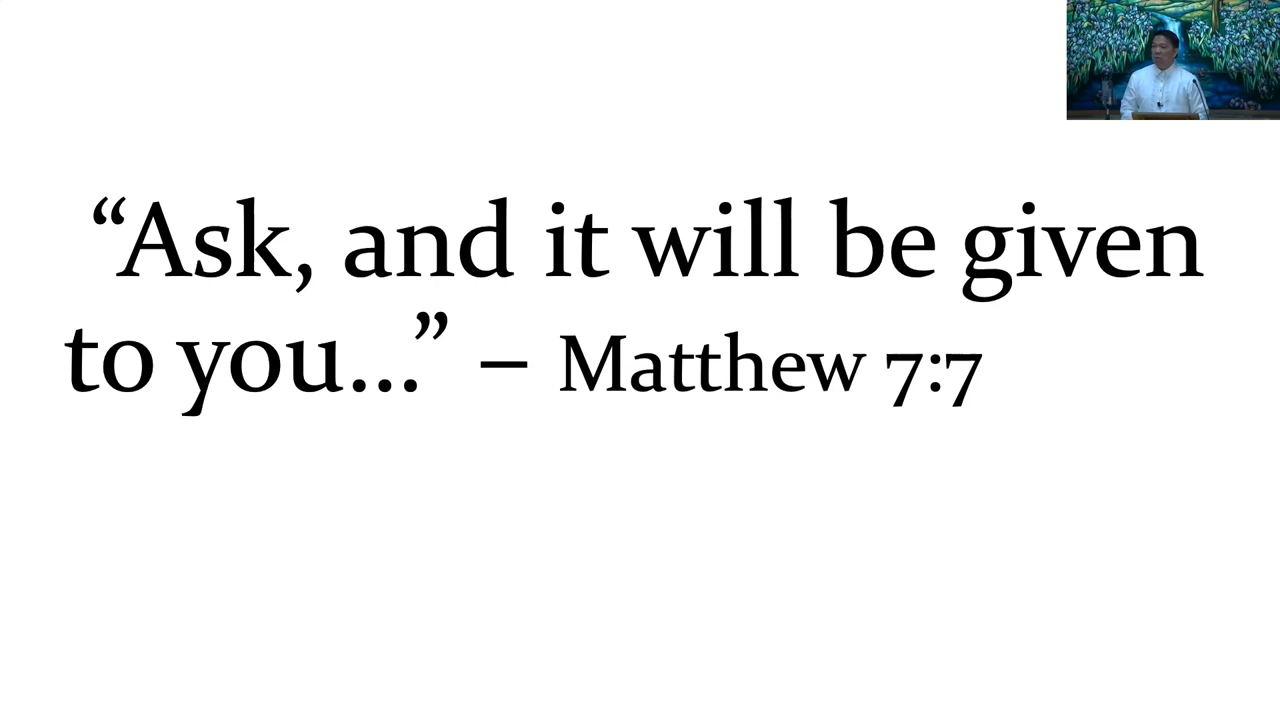 “Ask, and it will be given
to you…” – Matthew 7:7